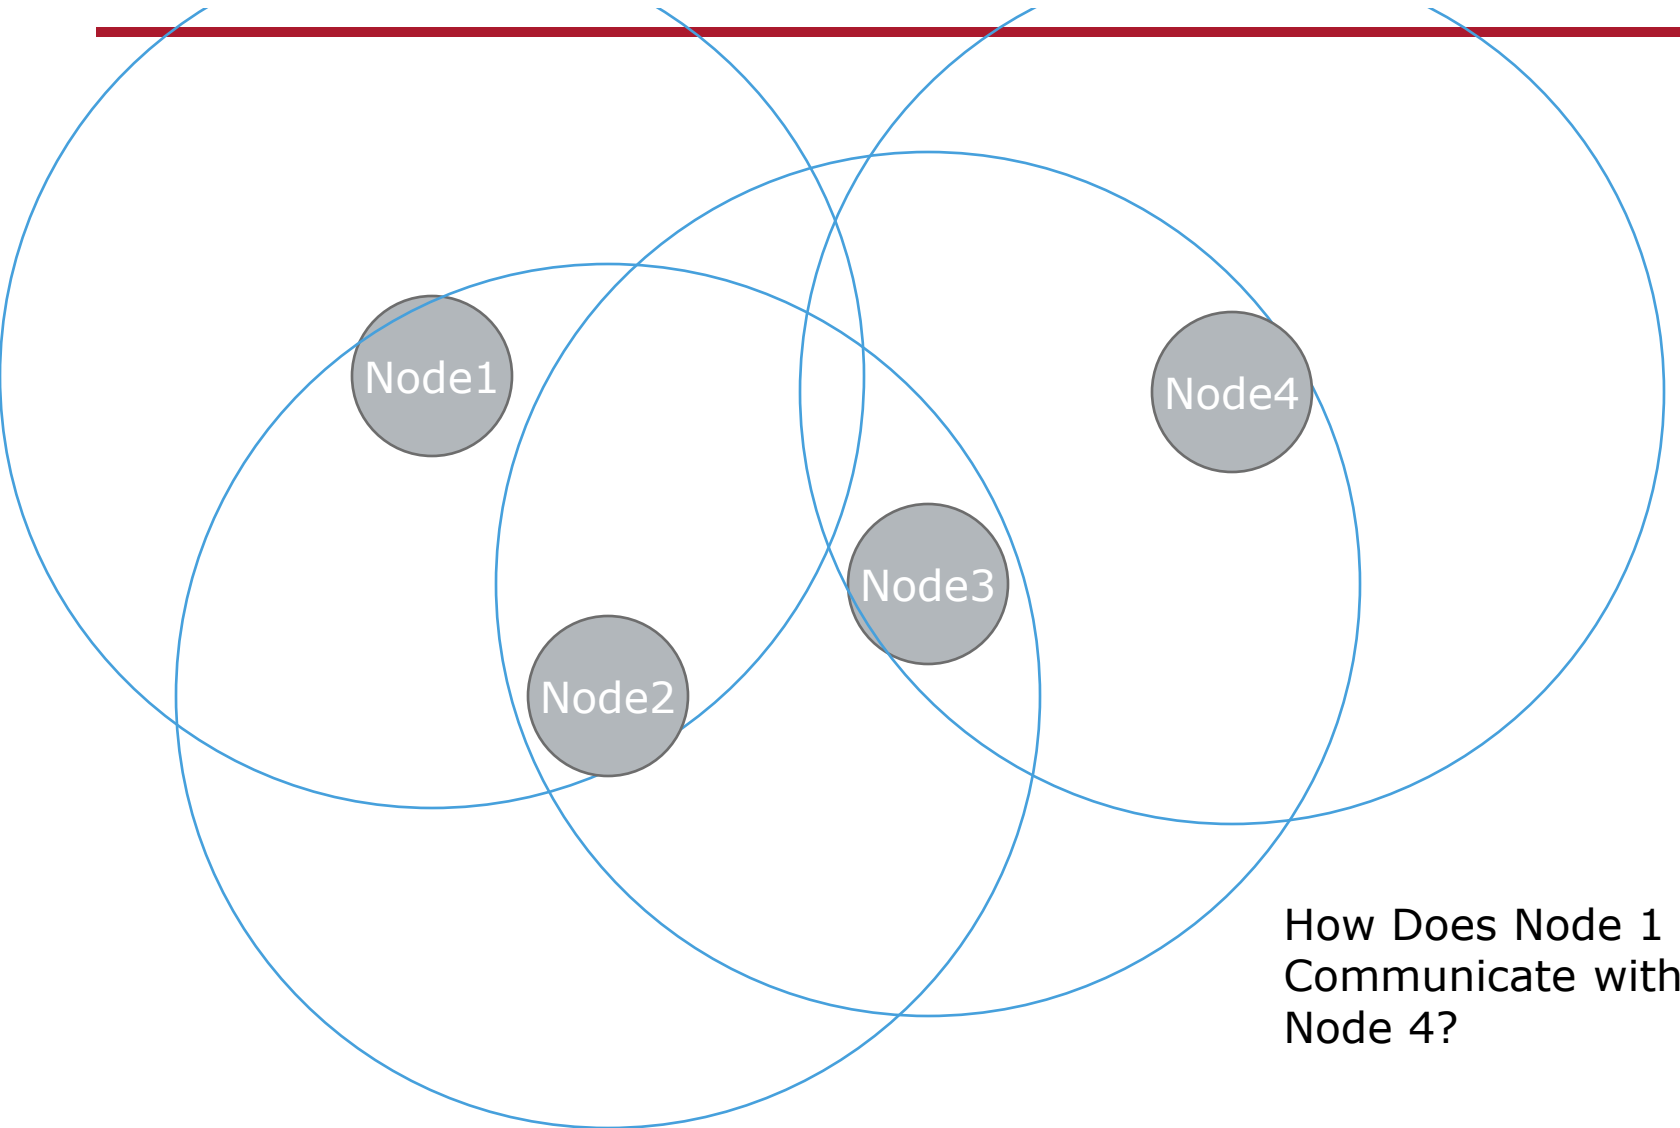 Node1
Node4
Node3
Node2
How Does Node 1
Communicate with
Node 4?